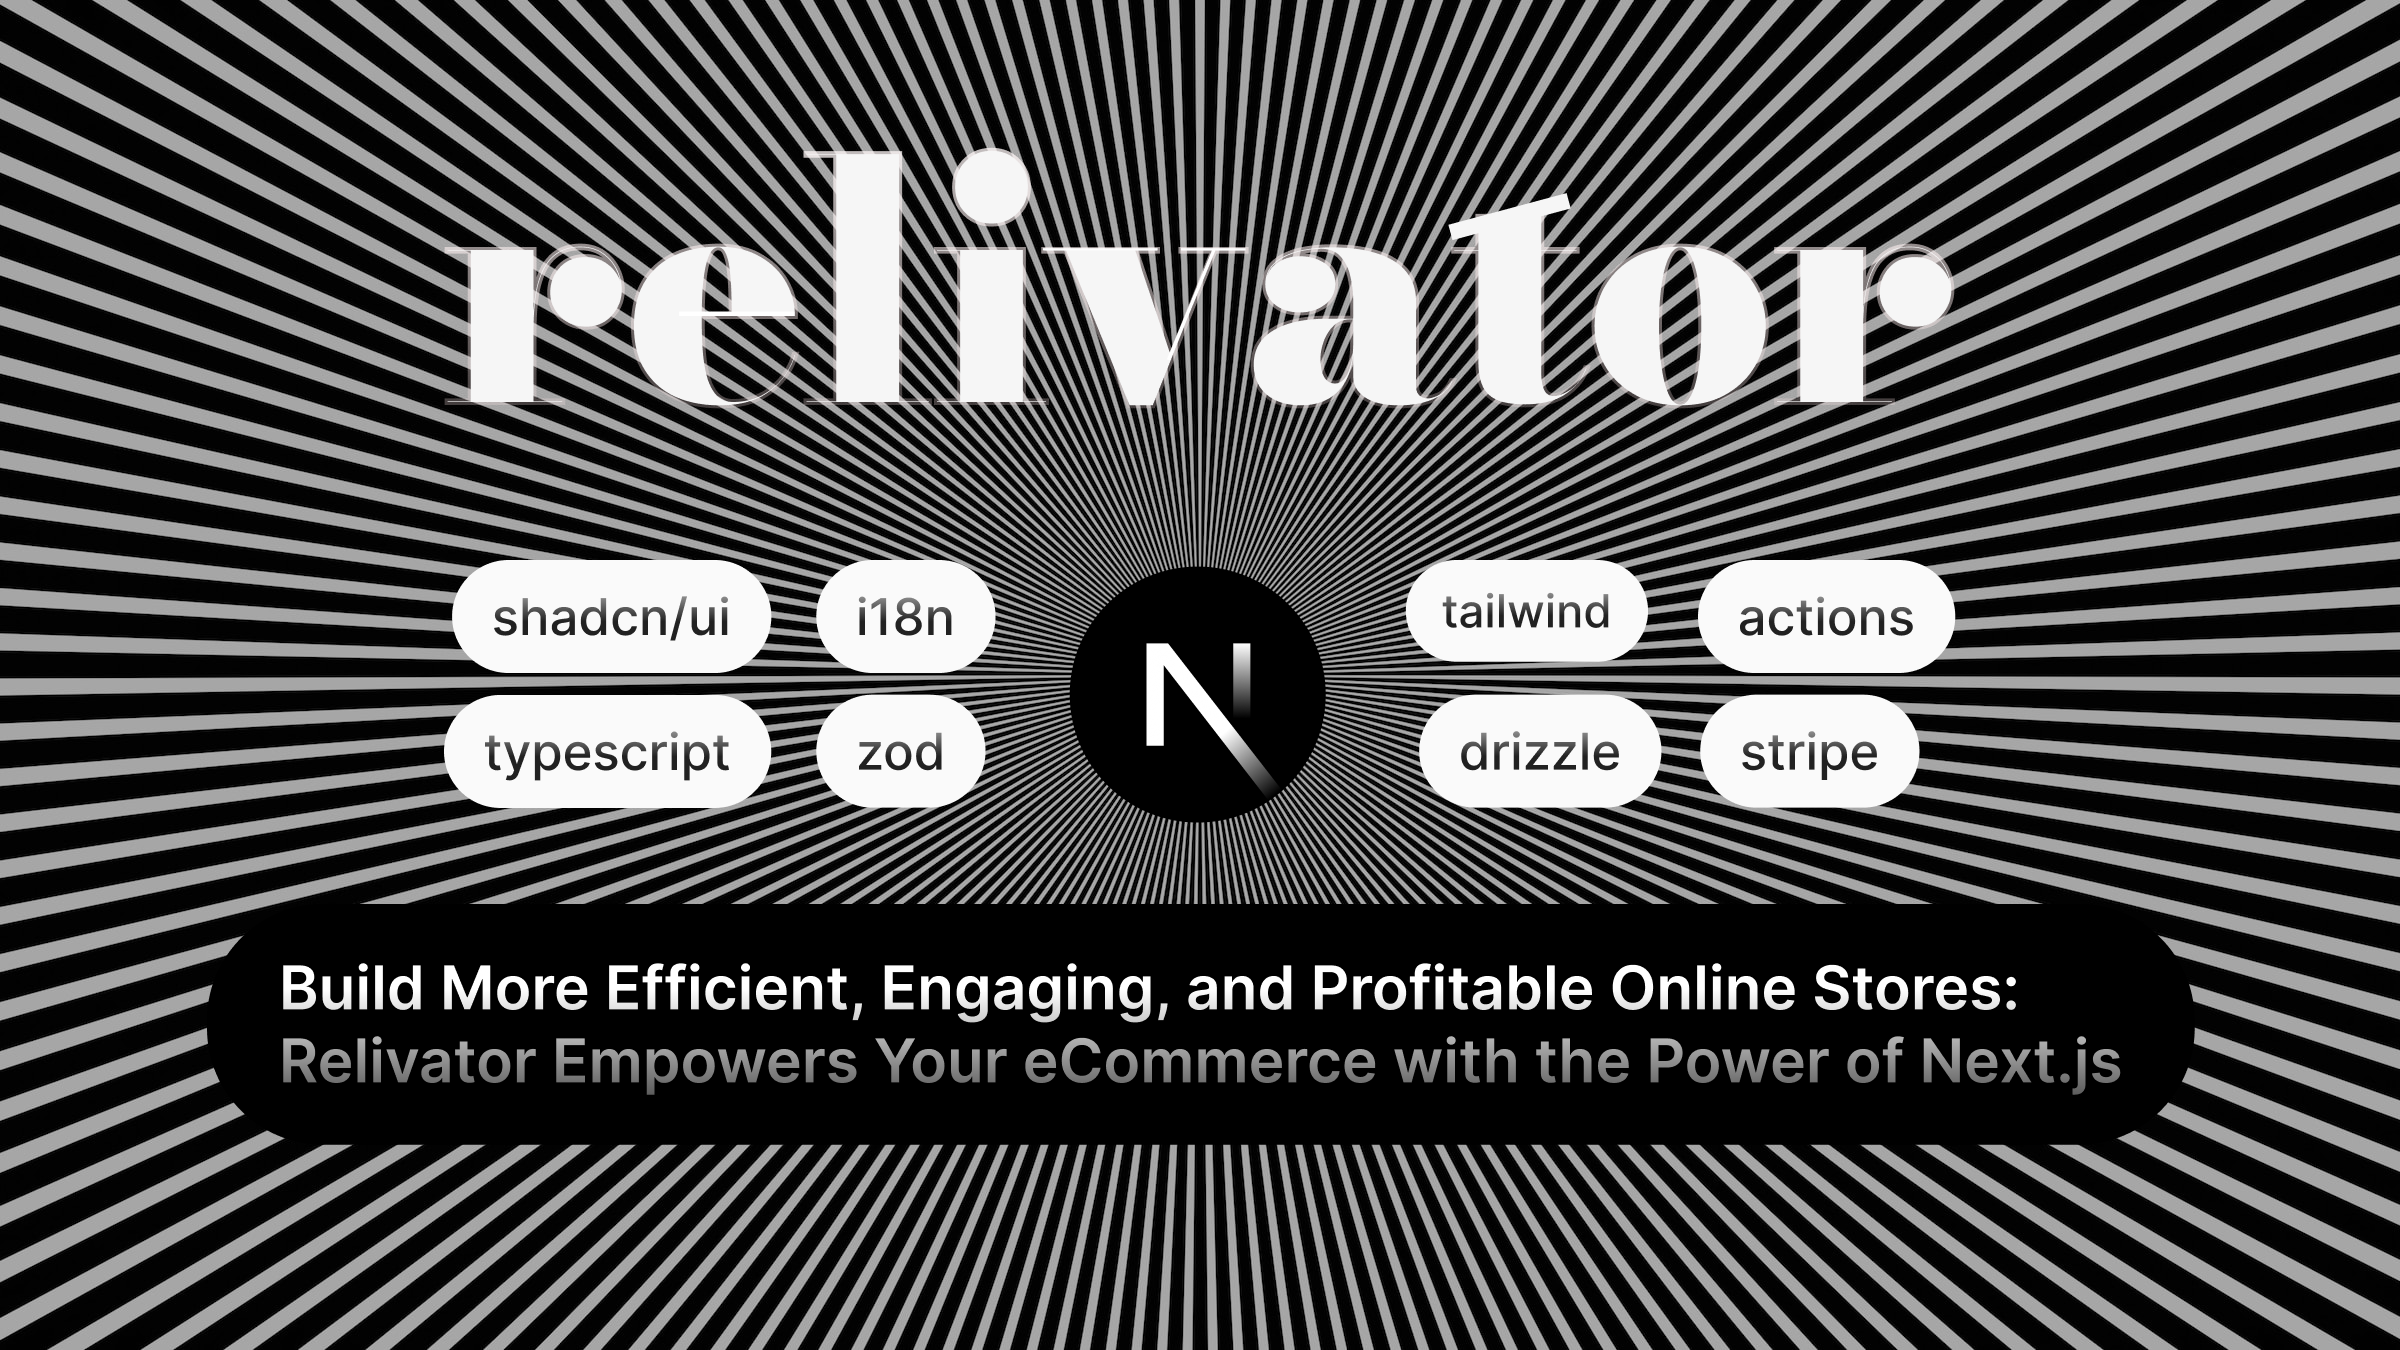 relivator
shadcn/ui i18n tailwind actions
typescript zod drizzle stripe
N
Build More Efficient, Engaging, and Profitable Online Stores:
Relivator Empowers Your eCommerce with the Power of Next.js